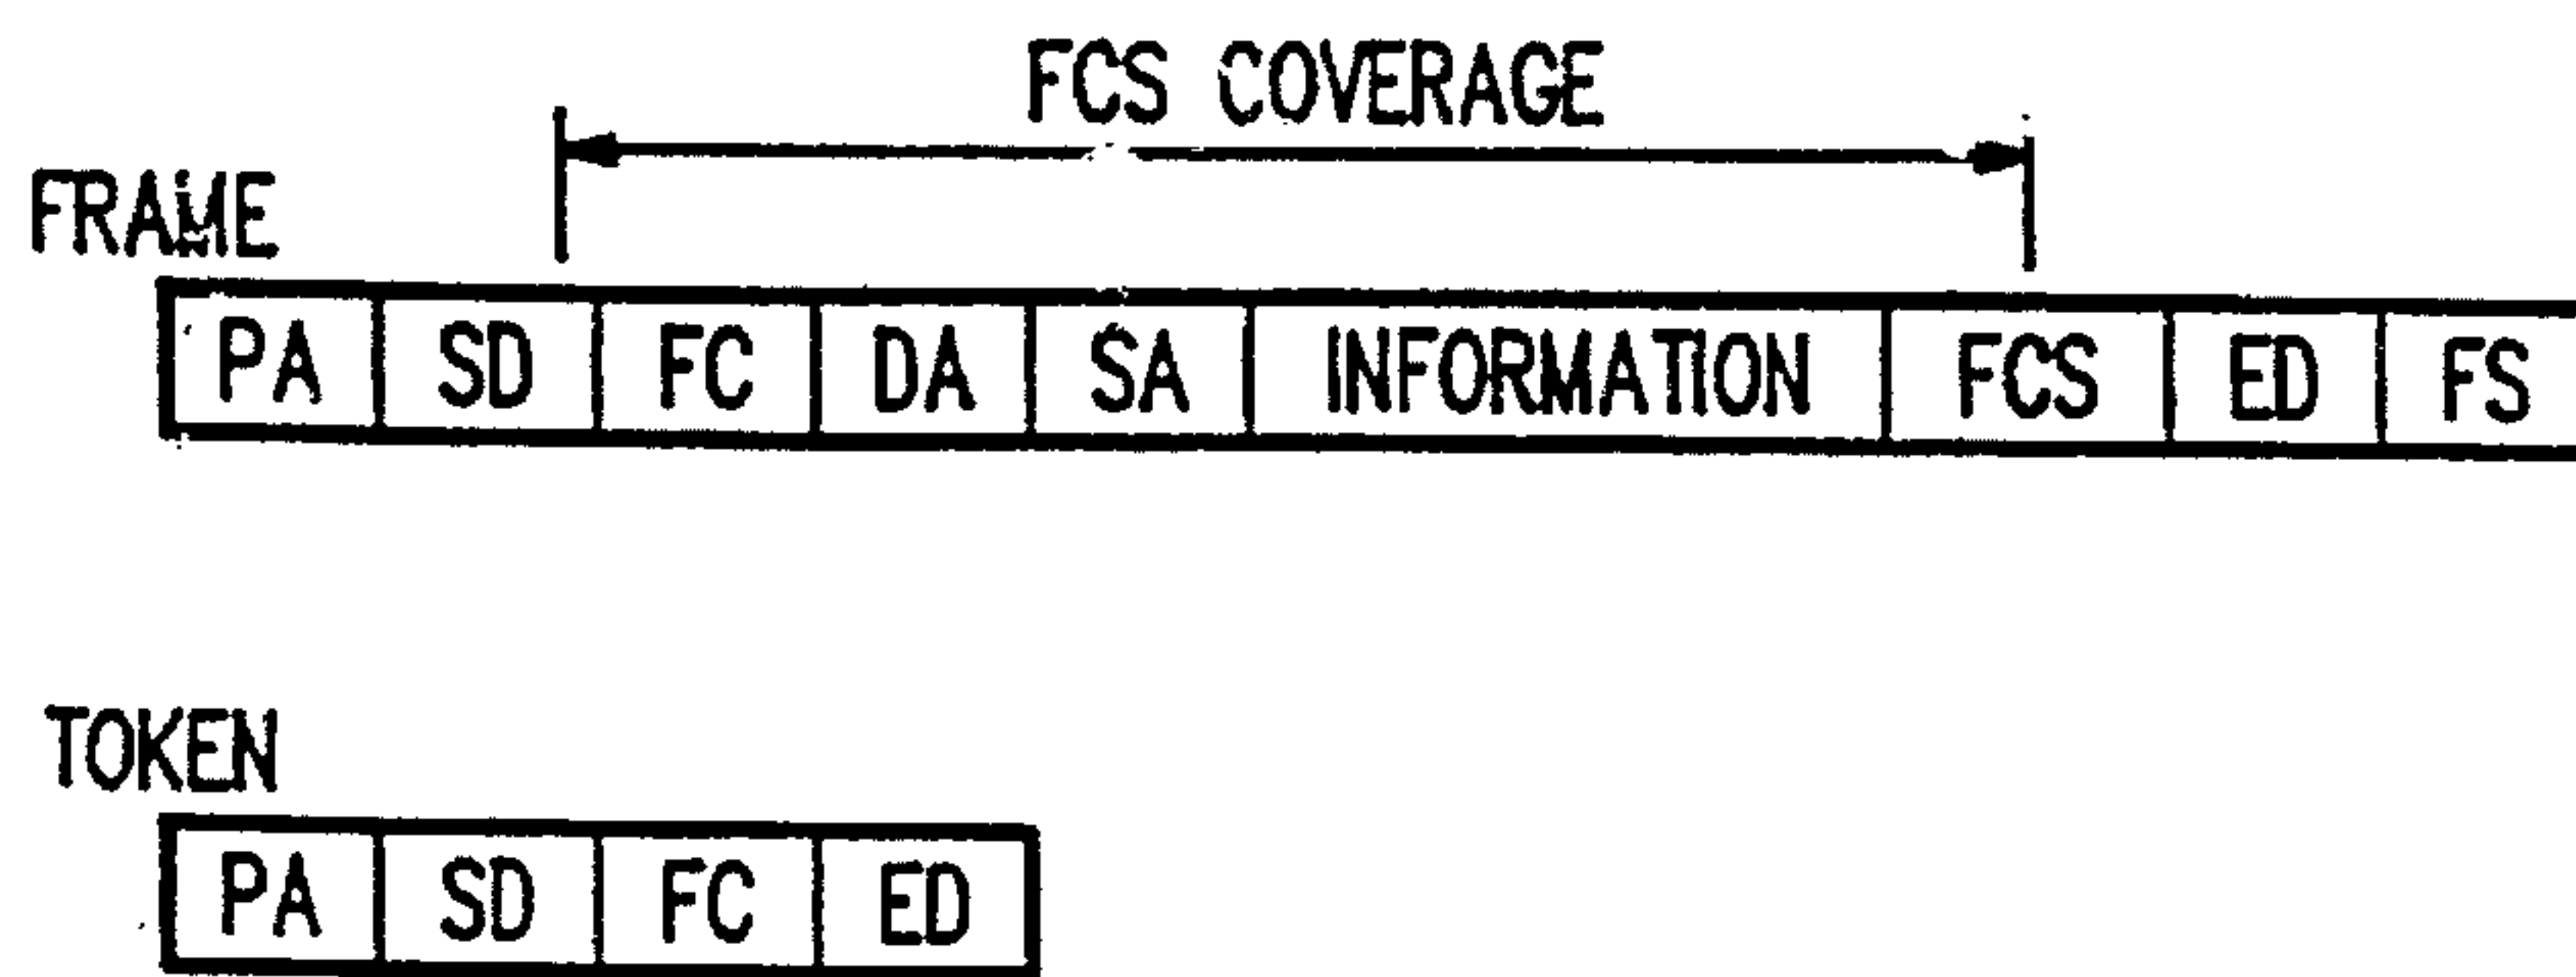 FCS COVERAGE
FRAME
PA SD FC DA SA INFORMATION FCS ED FS
TOKEN
PA SD FC ED